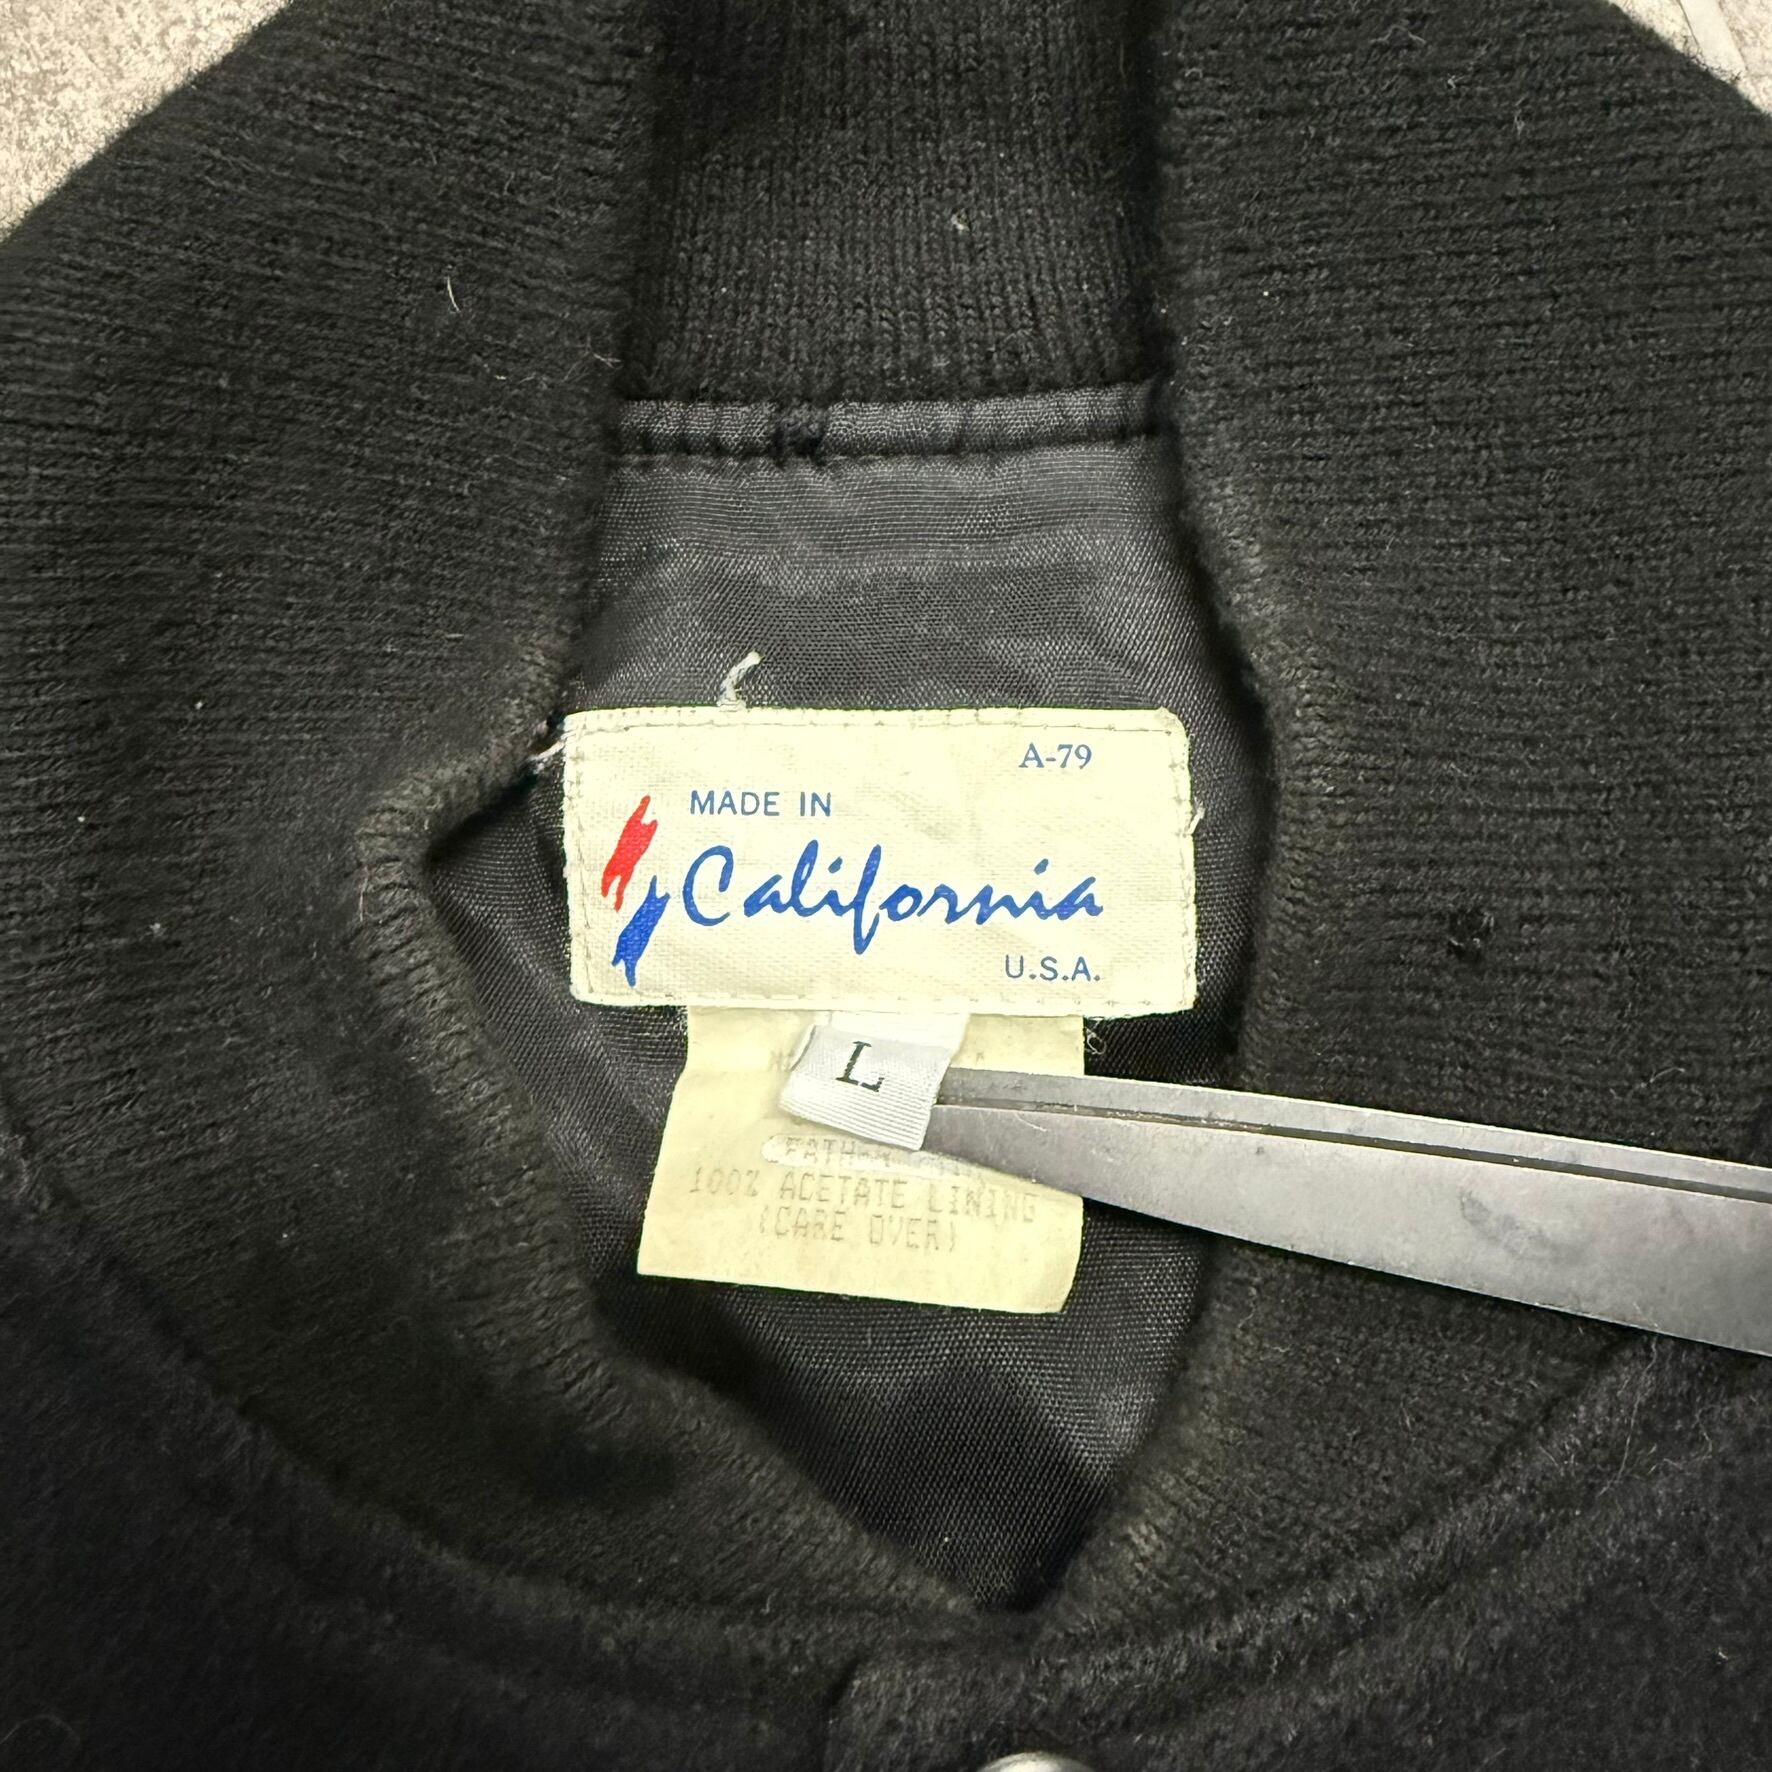 A-79
MADE IN
California
U.S.A.
L
100% ACETATE LINING
(CARE OVER)